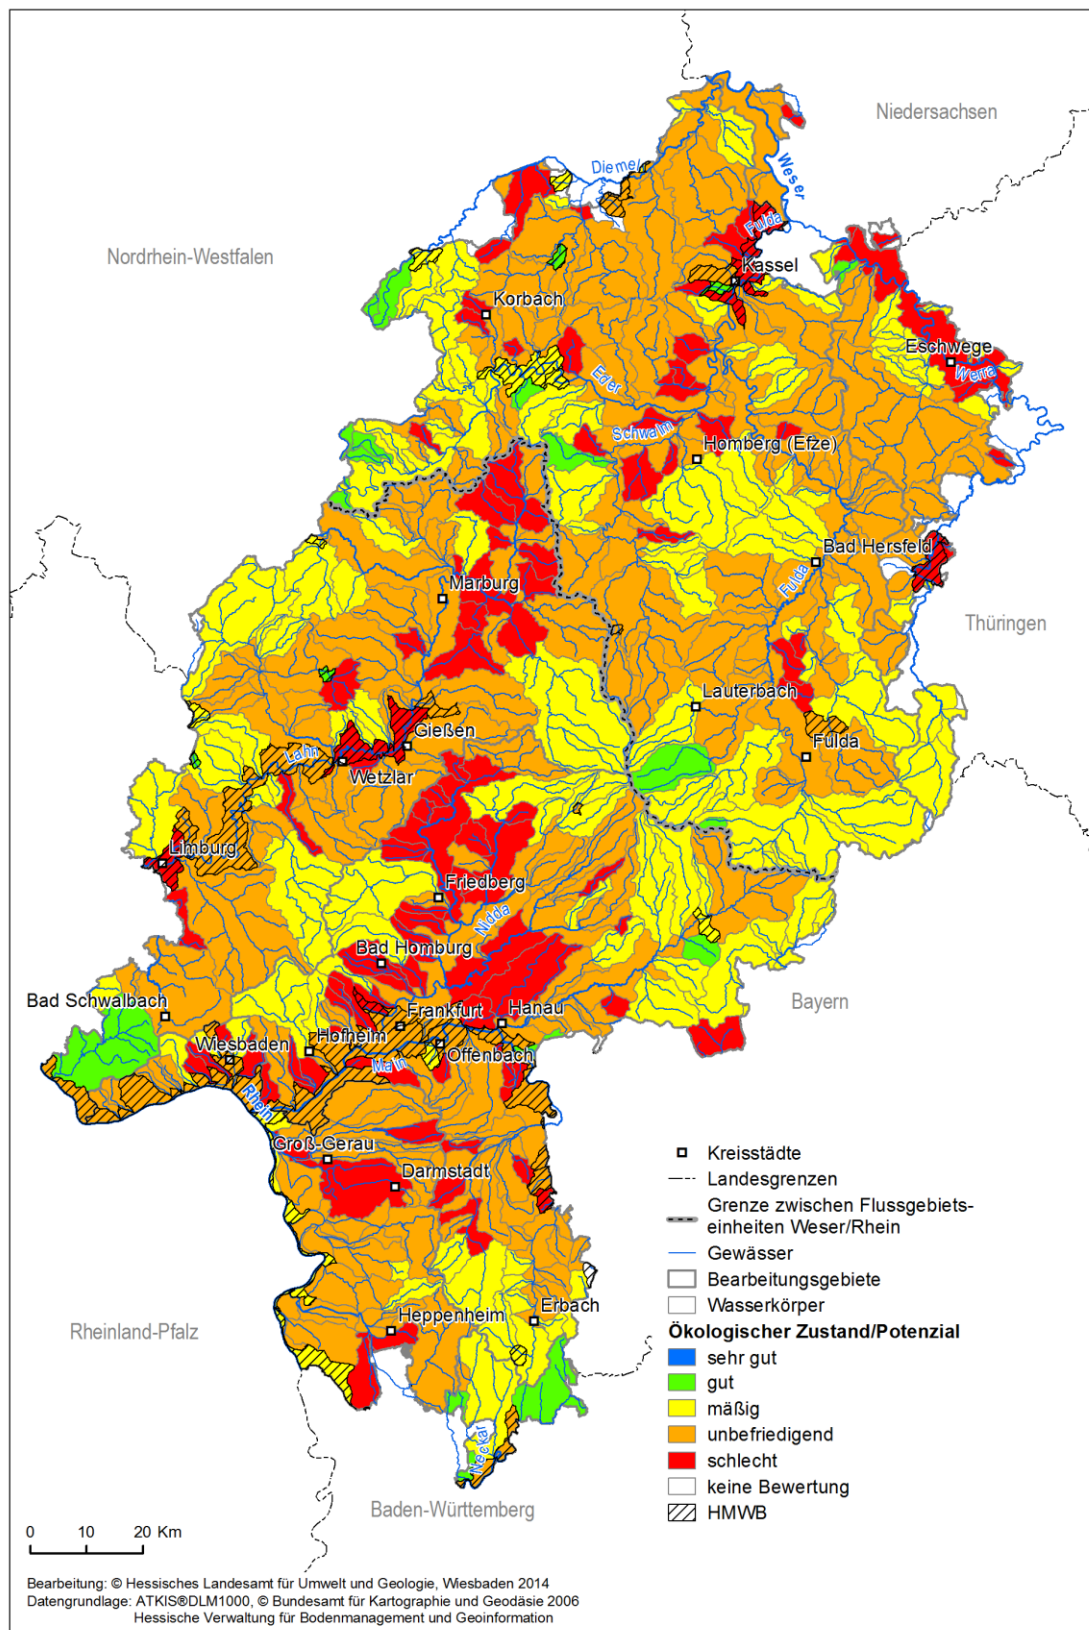 Niedersachsen
Diemel
Weser
Nordrhein-Westfalen
Fulda
Kassel
Korbach
Eschwege
Werra
Eder
Schwalm
Homberg (Efze)
Bad Hersfeld
Fulda
Marburg
Thüringen
Lauterbach
Gießen
Fulda
Lahn
Wetzlar
Limburg
Friedberg
Nidda
Bad Homburg
Bayern
Bad Schwalbach
Frankfurt
Hanau
Wiesbaden
Hofheim
Offenbach
Main
Rhein
Groß-Gerau
Darmstadt
Erbach
Heppenheim
Rheinland-Pfalz
Neckar
Baden-Württemberg
Kreisstädte
Landesgrenzen
Grenze zwischen Flussgebiets-
einheiten Weser/Rhein
Gewässer
Bearbeitungsgebiete
Wasserkörper
Ökologischer Zustand/Potenzial
sehr gut
gut
mäßig
unbefriedigend
schlecht
keine Bewertung
HMWB
0 10 20 Km
Bearbeitung: © Hessisches Landesamt für Umwelt und Geologie, Wiesbaden 2014
Datengrundlage: ATKIS®DLM1000, © Bundesamt für Kartographie und Geodäsie 2006
Hessische Verwaltung für Bodenmanagement und Geoinformation